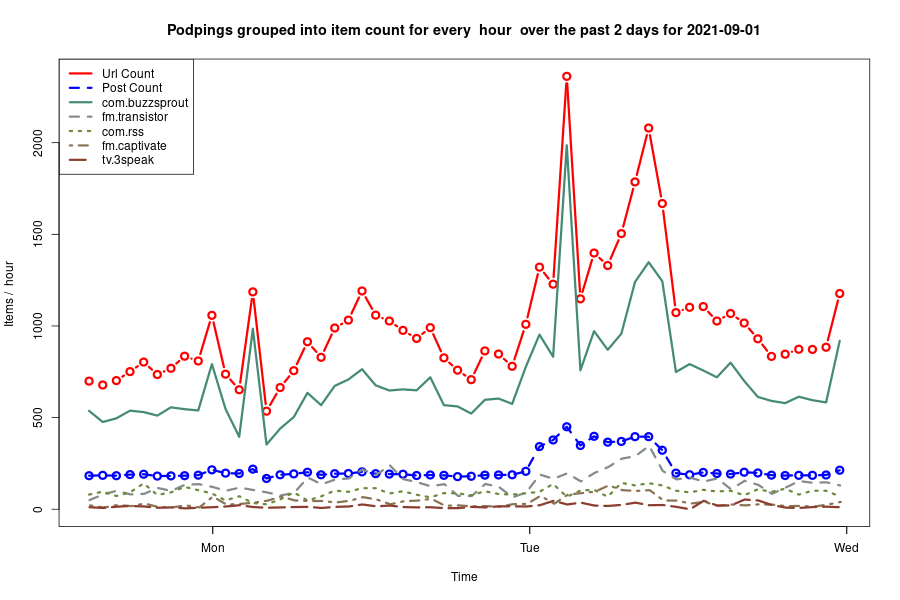 Podpings grouped into item count for every  hour  over the past 2 days for 2021-09-01
Url Count
Post Count
com.buzzsprout
fm.transistor
com.rss
fm.captivate
tv.3speak
Items /  hour
2000
1500
1000
500
0
Mon
Tue
Wed
Time